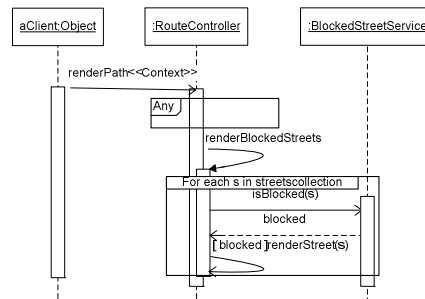 aClient:Object
:RouteController
:BlockedStreetService
renderPath<<Context>>
Any
renderBlockedStreets
For each s in streetscollection
isBlocked(s)
blocked
[ blocked ]renderStreet(s)